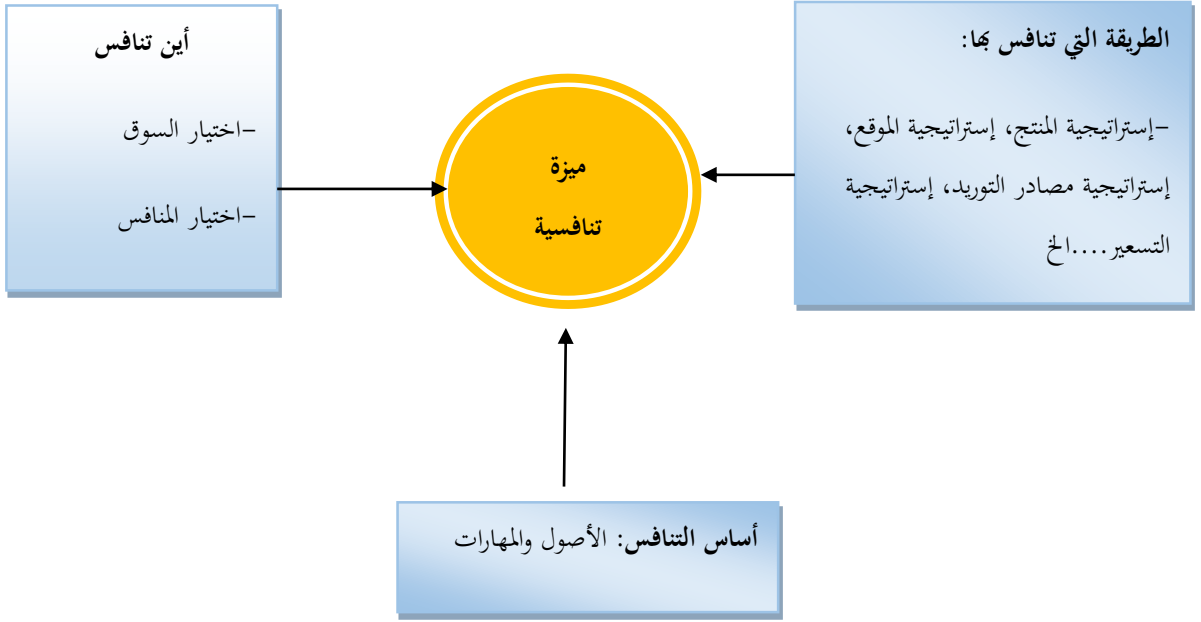 الطريقة التي تنافس بها:
-إستراتيجية المنتج، إستراتيجية الموقع،
إستراتيجية مصادر التوريد، إستراتيجية
التسعير....الخ
ميزة
تنافسية
أين تنافس
-اختيار السوق
-اختيار المنافس
أساس التنافس: الأصول والمهارات